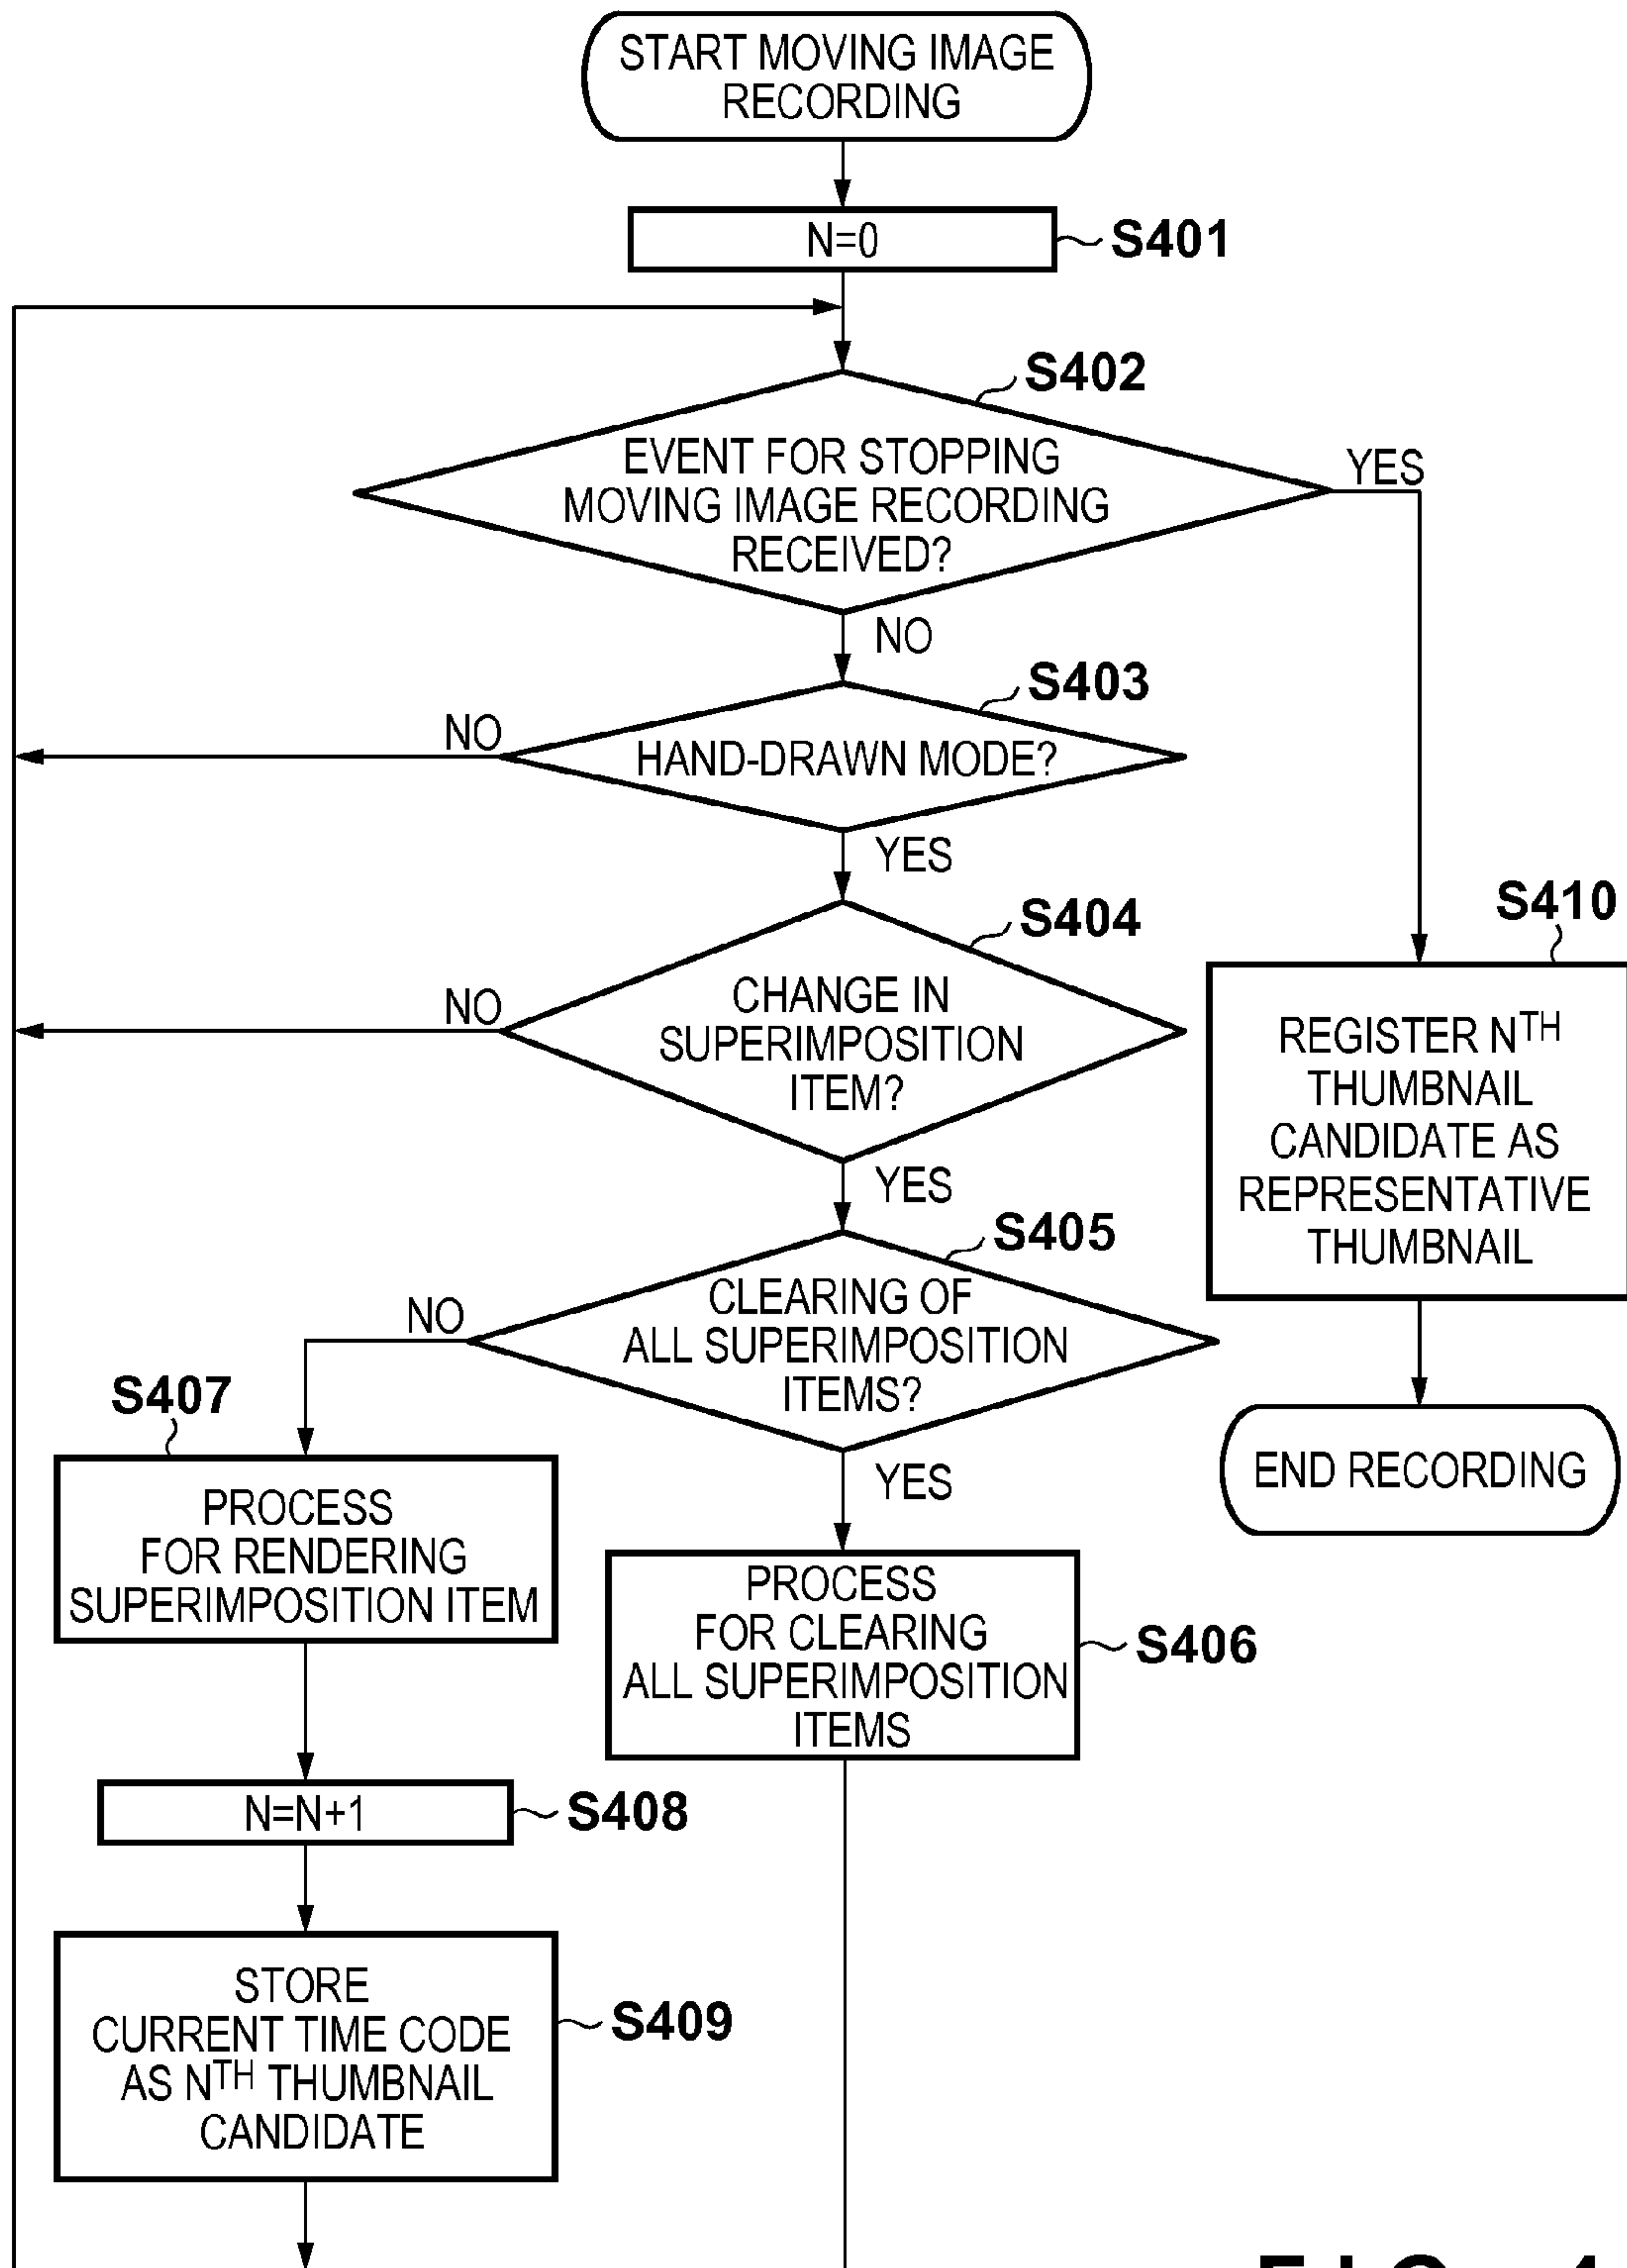 START MOVING IMAGE
RECORDING
N=0
S401
S402
EVENT FOR STOPPING
MOVING IMAGE RECORDING
RECEIVED?
YES
NO
S403
NO
HAND-DRAWN MODE?
YES
S404
NO
CHANGE IN
SUPERIMPOSITION
ITEM?
YES
S410
REGISTER NTH
THUMBNAIL
CANDIDATE AS
REPRESENTATIVE
THUMBNAIL
S405
NO
CLEARING OF
ALL SUPERIMPOSITION
ITEMS?
YES
END RECORDING
S407
PROCESS
FOR RENDERING
SUPERIMPOSITION ITEM
PROCESS
FOR CLEARING
ALL SUPERIMPOSITION
ITEMS
S406
N=N+1
S408
STORE
CURRENT TIME CODE
AS NTH THUMBNAIL
CANDIDATE
S409